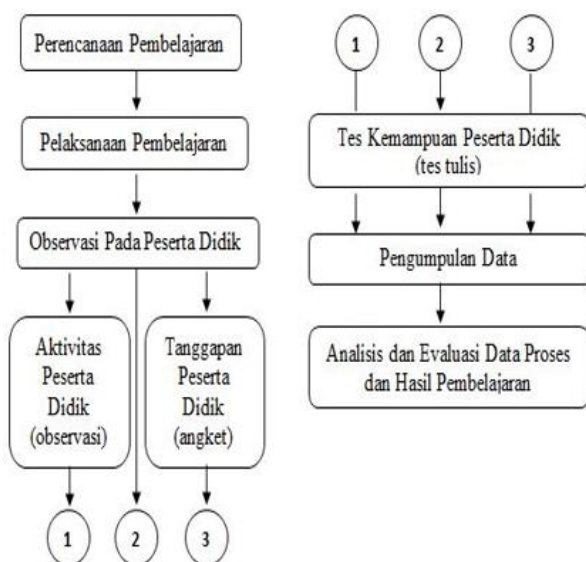 Perencanaan Pembelajaran
Pelaksanaan Pembelajaran
Observasi Pada Peserta Didik
Aktivitas
Peserta
Didik
(observasi)
Tanggapan
Peserta
Didik
(angket)
1
2
3
1
2
3
Tes Kemampuan Peserta Didik
(tes tulis)
Pengumpulan Data
Analisis dan Evaluasi Data Proses
dan Hasil Pembelajaran